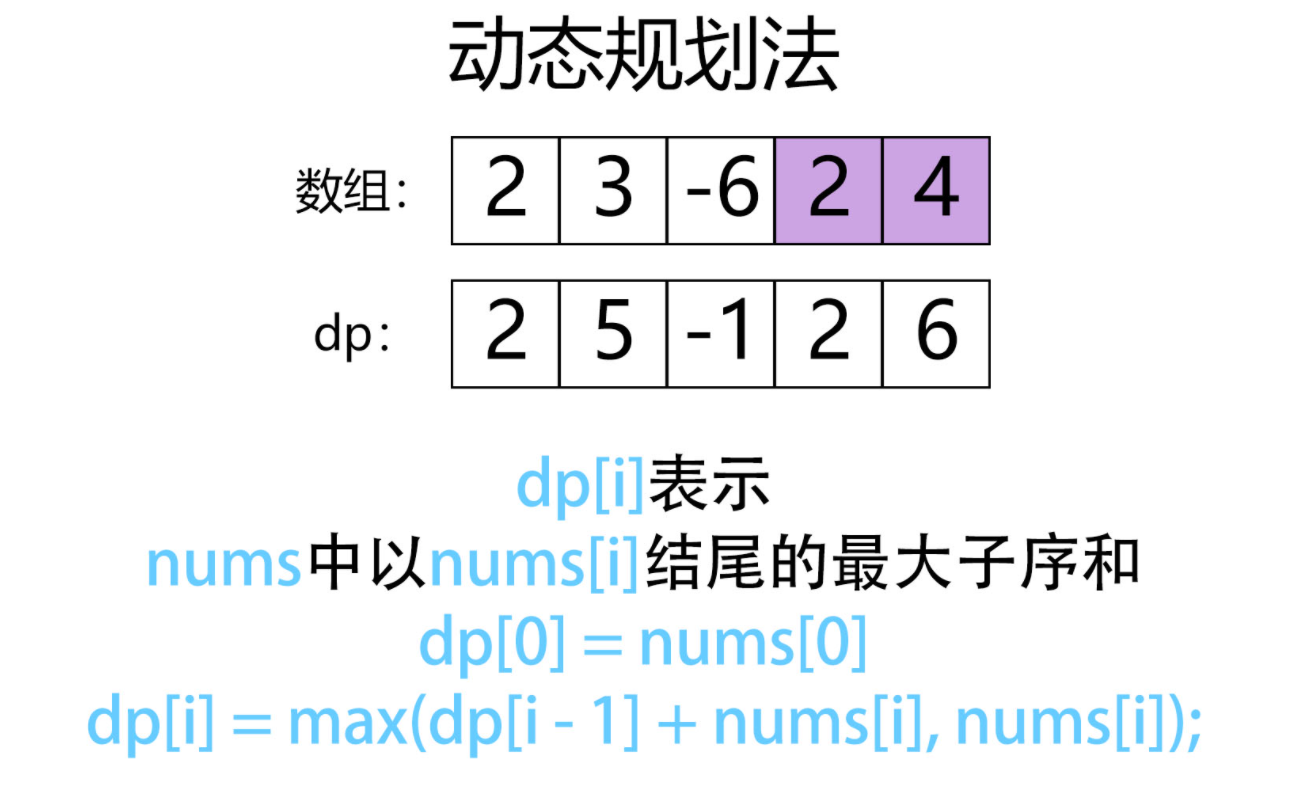 动态规划法
数组： 2 3 -6 2 4
dp： 2 5 -1 2 6
dp[i]表示
nums中以nums[i]结尾的最大子序和
dp[0] = nums[0]
dp[i] = max(dp[i - 1] + nums[i], nums[i]);